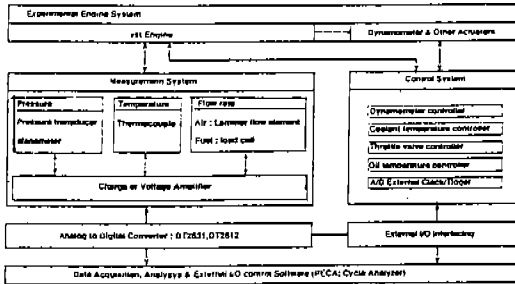 Experimental Engine System
Dynamometer & Other Actuators
Measurement System
Control System
Pressure
Pressure transducer
Manometer
Temperature
Thermocouple
Flow rate
Air : Laminar flow element
Fuel : load cell
Charge or Voltage Amplifier
Dynamometer controller
Coolant temperature controller
Throttle valve controller
Oil temperature controller
A/D External Clock/Trigger
Analog to Digital Converter : DT2831,DT2812
External I/O Interfacing
Data Acquisition, Analysys & External I/O control Software (PECA; Cycle Analyzer)